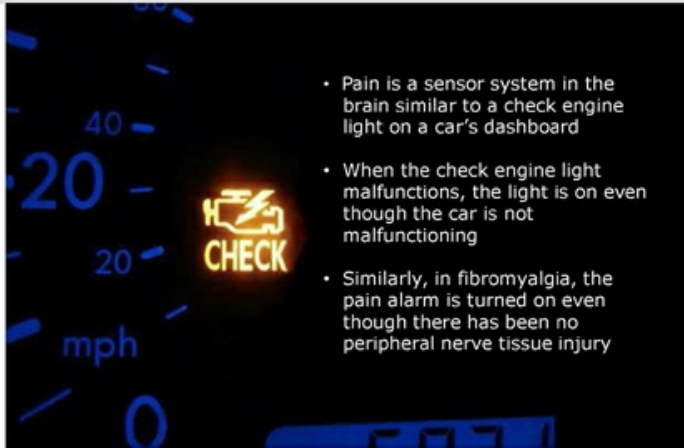 40
20
20
mph
0
CHECK
• Pain is a sensor system in the
brain similar to a check engine
light on a car's dashboard
• When the check engine light
malfunctions, the light is on even
though the car is not
malfunctioning
• Similarly, in fibromyalgia, the
pain alarm is turned on even
though there has been no
peripheral nerve tissue injury